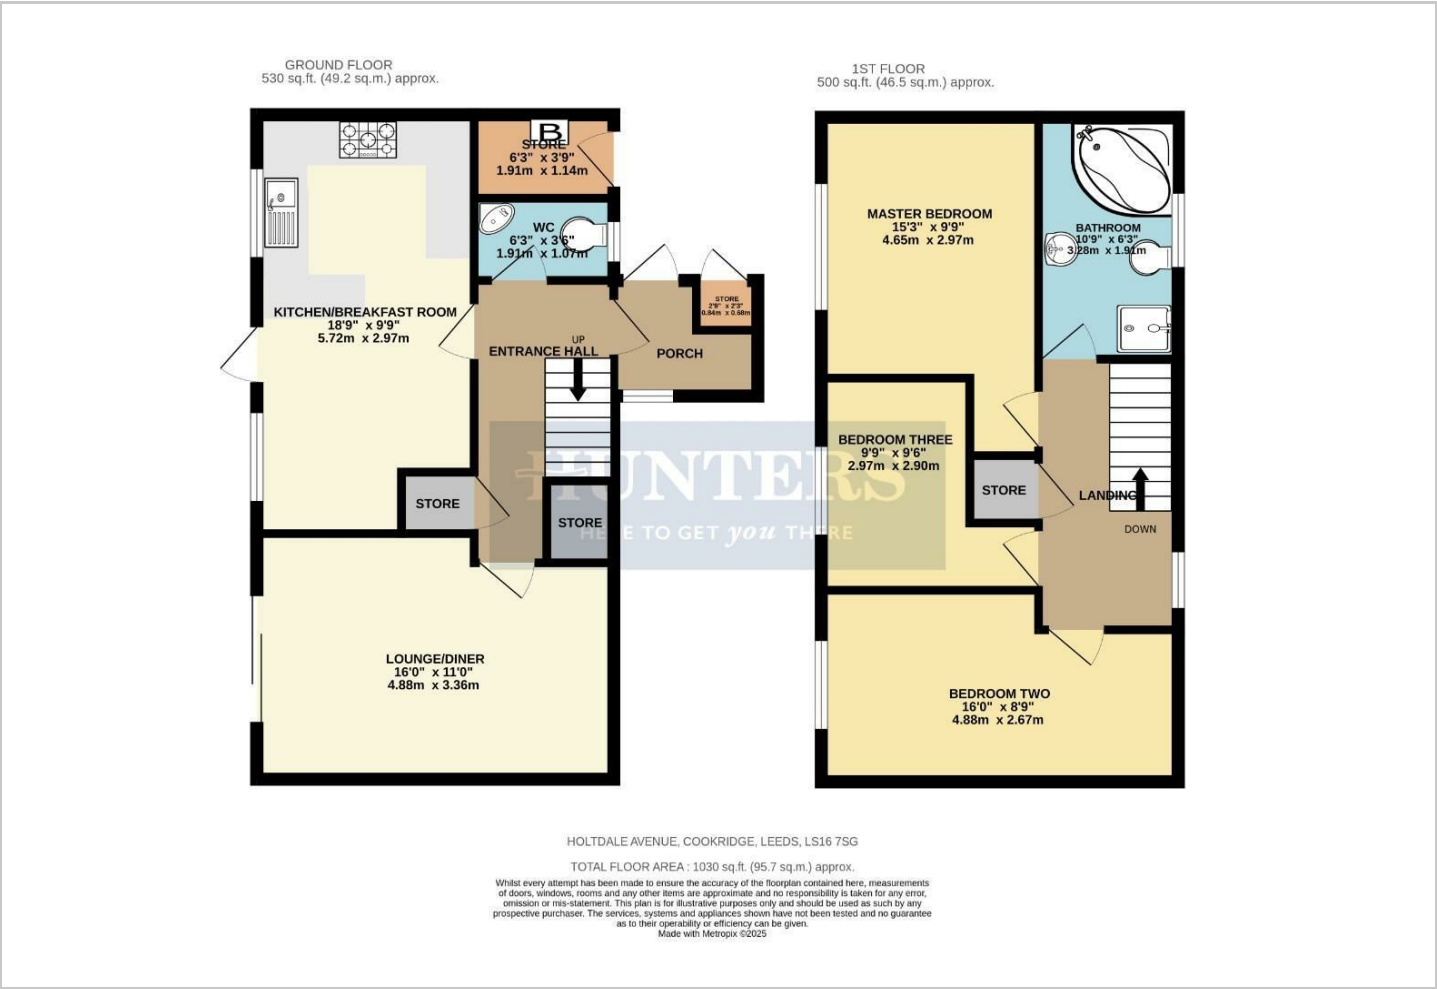 GROUND FLOOR
530 sq.ft. (49.2 sq.m.) approx.
B
STORE
6'3" x 3'9"
1.91m x 1.14m
WC
6'3" x 3'6"
1.91m x 1.07m
STORE
2'9" x 2'3"
0.84m x 0.68m
KITCHEN/BREAKFAST ROOM
18'9" x 9'9"
5.72m x 2.97m
UP
ENTRANCE HALL
PORCH
STORE
STORE
LOUNGE/DINER
16'0" x 11'0"
4.88m x 3.36m
1ST FLOOR
500 sq.ft. (46.5 sq.m.) approx.
MASTER BEDROOM
15'3" x 9'9"
4.65m x 2.97m
BATHROOM
10'9" x 6'3"
3.28m x 1.91m
BEDROOM THREE
9'9" x 9'6"
2.97m x 2.90m
STORE
LANDING
DOWN
BEDROOM TWO
16'0" x 8'9"
4.88m x 2.67m
HUNTERS
HERE TO GET you THERE
HOLTDALE AVENUE, COOKRIDGE, LEEDS, LS16 7SG
TOTAL FLOOR AREA : 1030 sq.ft. (95.7 sq.m.) approx.
Whilst every attempt has been made to ensure the accuracy of the floorplan contained here, measurements
of doors, windows, rooms and any other items are approximate and no responsibility is taken for any error,
omission or mis-statement. This plan is for illustrative purposes only and should be used as such by any
prospective purchaser. The services, systems and appliances shown have not been tested and no guarantee
as to their operability or efficiency can be given.
Made with Metropix ©2025